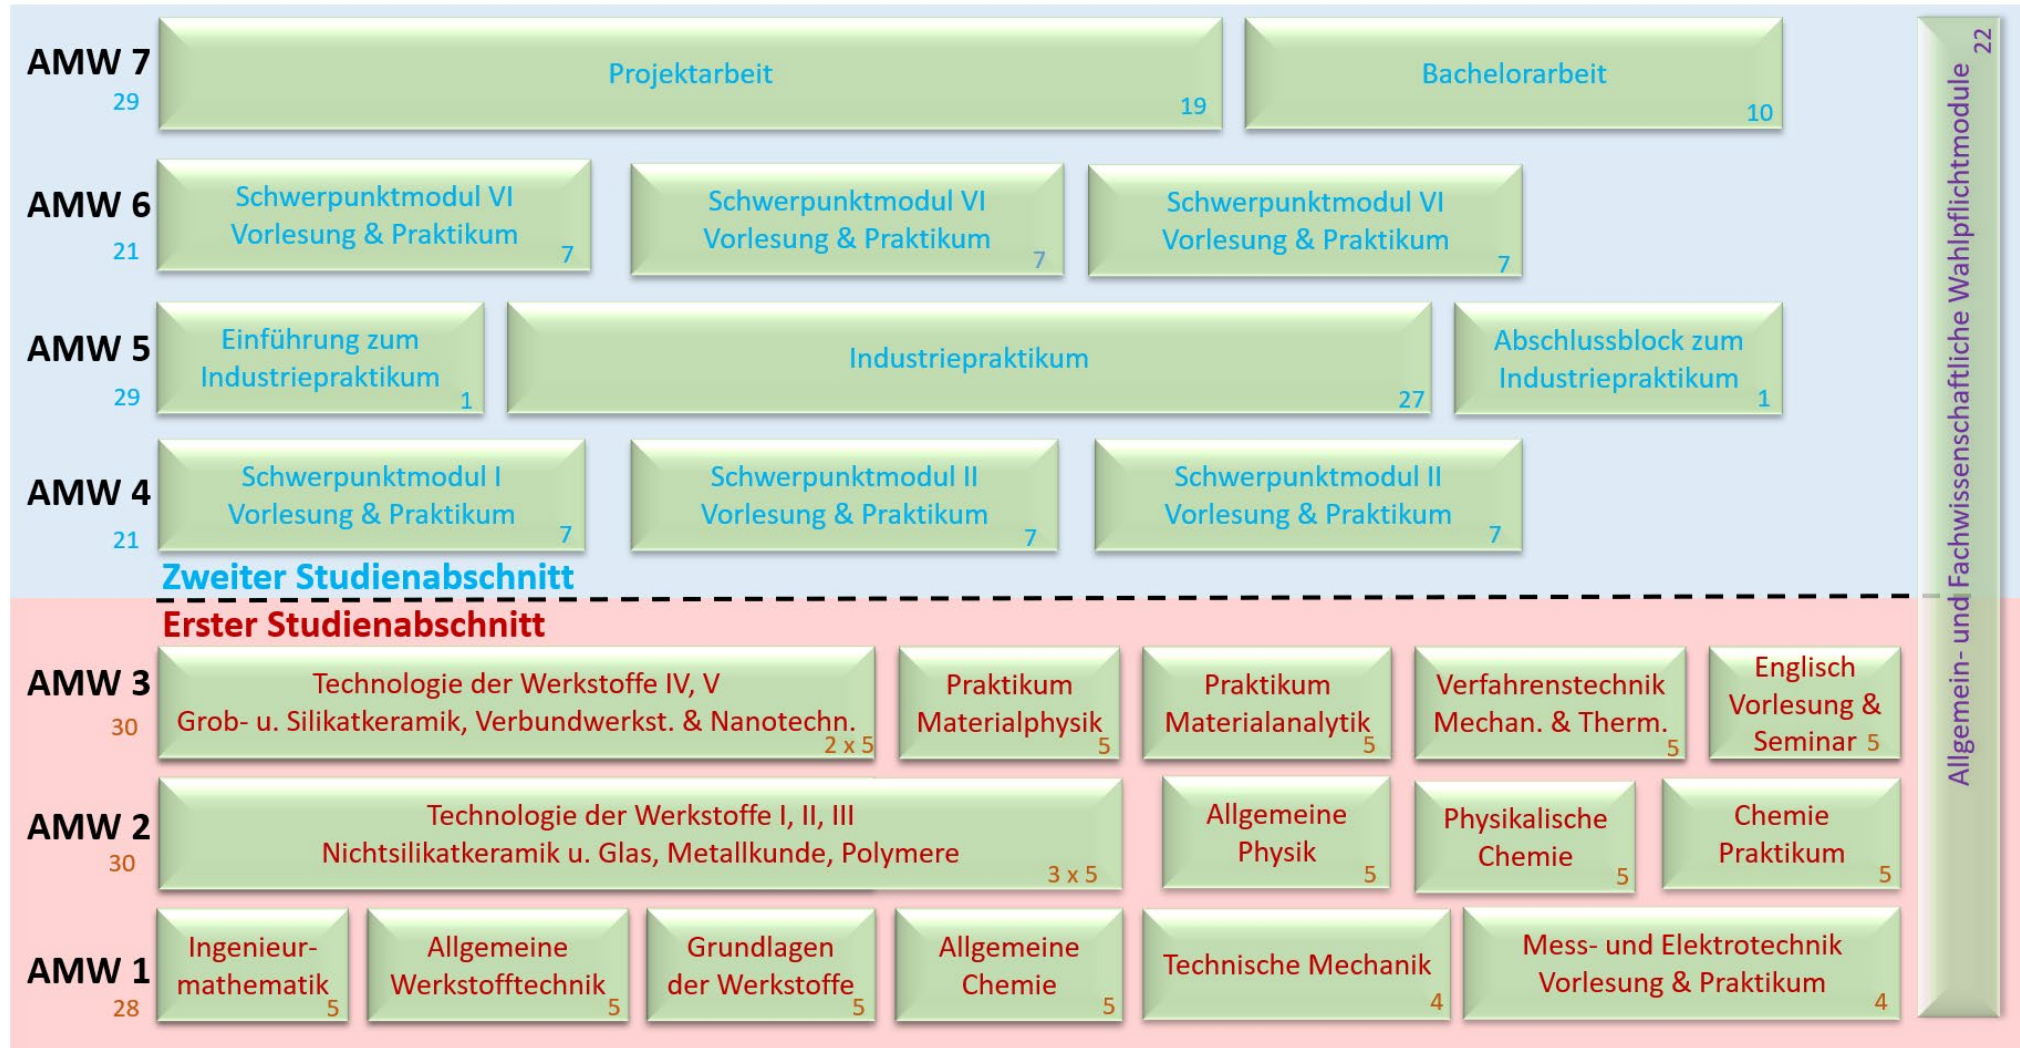 AMW 7
29
Projektarbeit
19
Bachelorarbeit
10
AMW 6
21
Schwerpunktmodul VI
Vorlesung & Praktikum
7
Schwerpunktmodul VI
Vorlesung & Praktikum
7
Schwerpunktmodul VI
Vorlesung & Praktikum
7
AMW 5
29
Einführung zum
Industriepraktikum
1
Industriepraktikum
27
Abschlussblock zum
Industriepraktikum
1
AMW 4
21
Schwerpunktmodul I
Vorlesung & Praktikum
7
Schwerpunktmodul II
Vorlesung & Praktikum
7
Schwerpunktmodul II
Vorlesung & Praktikum
7
Zweiter Studienabschnitt
Erster Studienabschnitt
AMW 3
30
Technologie der Werkstoffe IV, V
Grob- u. Silikatkeramik, Verbundwerkst. & Nanotechn.
2 x 5
Praktikum
Materialphysik
5
Praktikum
Materialanalytik
5
Verfahrenstechnik
Mechan. & Therm.
5
Englisch
Vorlesung &
Seminar 5
AMW 2
30
Technologie der Werkstoffe I, II, III
Nichtsilikatkeramik u. Glas, Metallkunde, Polymere
3 x 5
Allgemeine
Physik
5
Physikalische
Chemie
5
Chemie
Praktikum
5
AMW 1
28
Ingenieur-
mathematik
5
Allgemeine
Werkstofftechnik
5
Grundlagen
der Werkstoffe
5
Allgemeine
Chemie
5
Technische Mechanik
4
Mess- und Elektrotechnik
Vorlesung & Praktikum
4
Allgemein- und Fachwissenschaftliche Wahlpflichtmodule
22